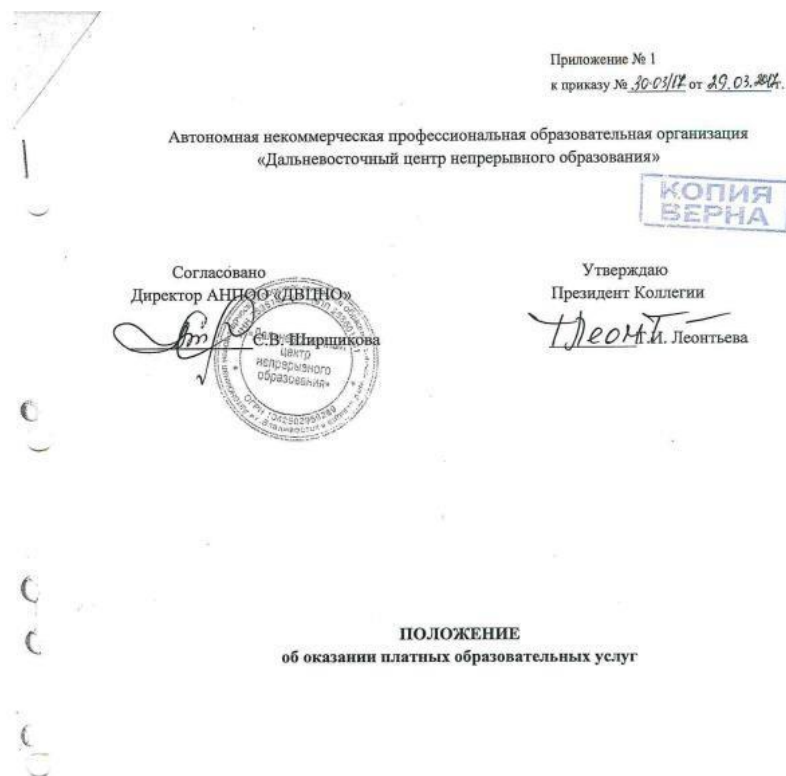 Приложение № 1
к приказу № 30-03/17 от 29.03.2017г.
Автономная некоммерческая профессиональная образовательная организация
«Дальневосточный центр непрерывного образования»
КОПИЯ
ВЕРНА
Согласовано
Директор АНПОО «ДВЦНО»
С.В. Ширшикова
«Дальневосточный
центр
непрерывного
образования»
Утверждаю
Президент Коллегии
Т.И. Леонтьева
ПОЛОЖЕНИЕ
об оказании платных образовательных услуг